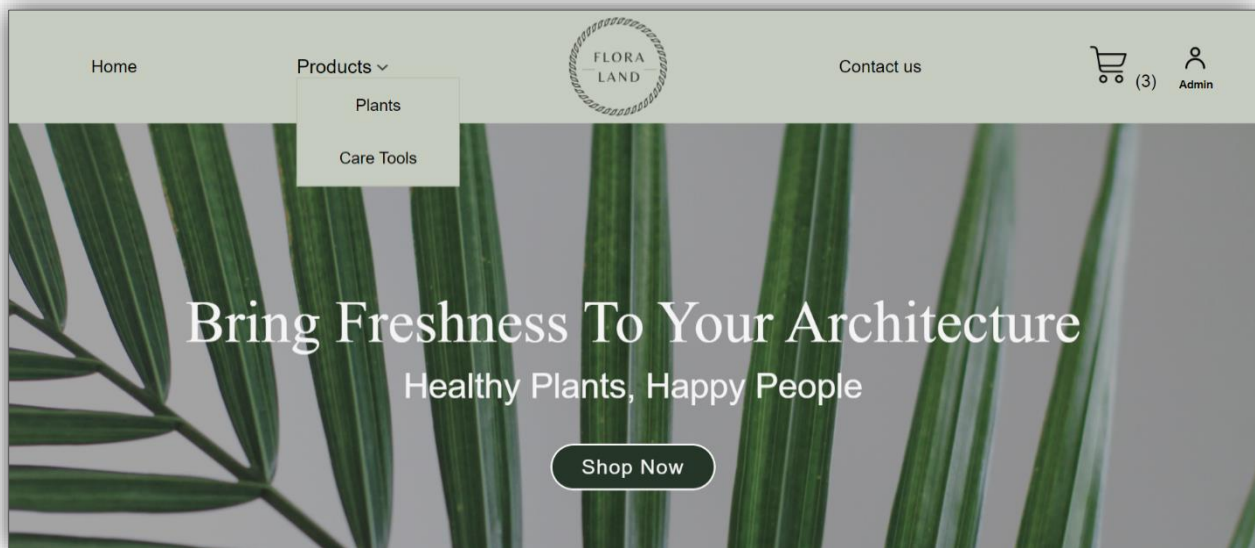 Home
Products
FLORA
LAND
Contact us
(3)
Admin
Plants
Care Tools
Bring Freshness To Your Architecture
Healthy Plants, Happy People
Shop Now